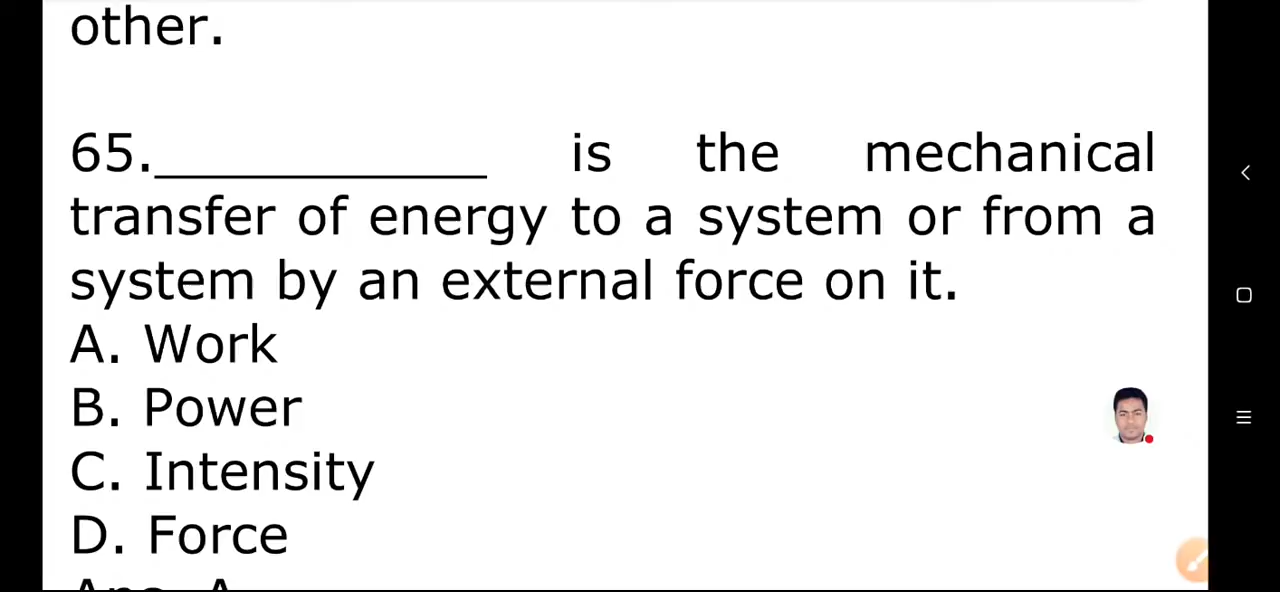 other.
65.____________ is the mechanical
transfer of energy to a system or from a
system by an external force on it.
A. Work
B. Power
C. Intensity
D. Force
Ans. A